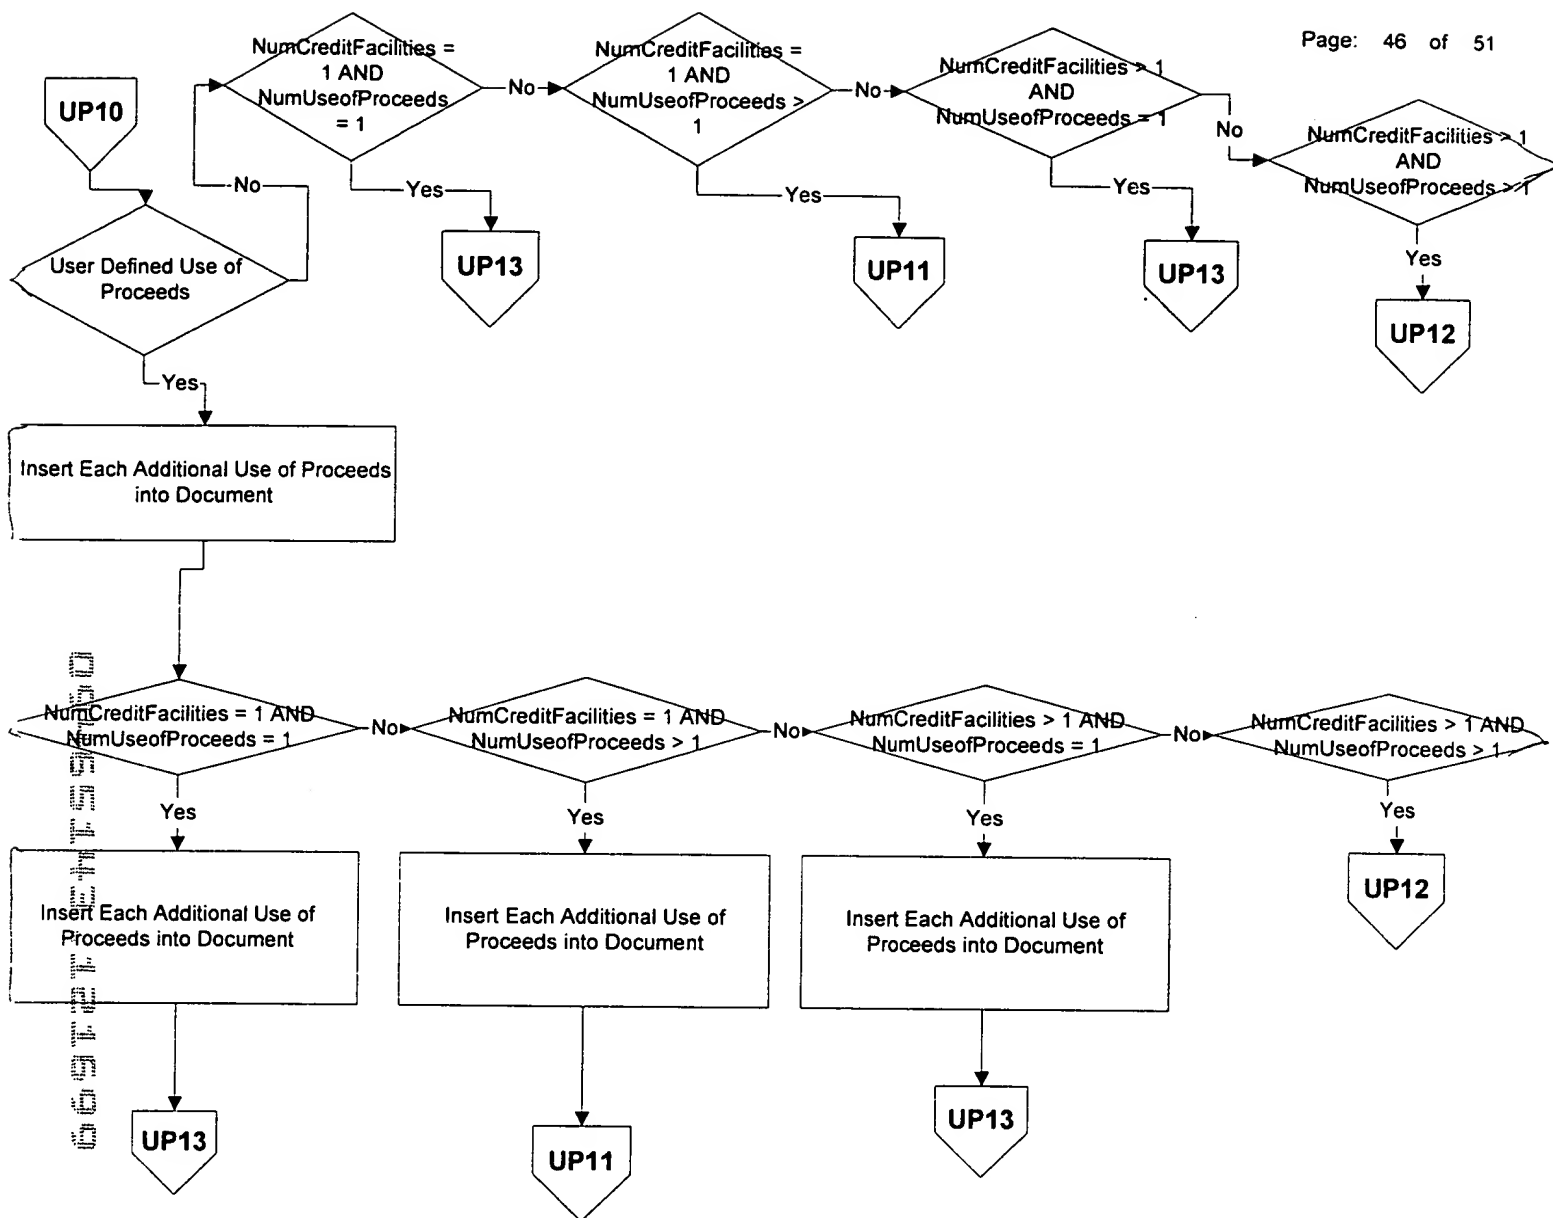 Page: 46 of 51
UP10
NumCreditFacilities =
1 AND
NumUseofProceeds
= 1
No
NumCreditFacilities =
1 AND
NumUseofProceeds >
1
No
NumCreditFacilities > 1
AND
NumUseofProceeds = 1
No
NumCreditFacilities > 1
AND
NumUseofProceeds > 1
No
Yes
UP13
Yes
UP11
Yes
UP13
Yes
UP12
User Defined Use of
Proceeds
Yes
Insert Each Additional Use of Proceeds
into Document
NumCreditFacilities = 1 AND
NumUseofProceeds = 1
No
NumCreditFacilities = 1 AND
NumUseofProceeds > 1
No
NumCreditFacilities > 1 AND
NumUseofProceeds = 1
No
NumCreditFacilities > 1 AND
NumUseofProceeds > 1
Yes
Yes
Yes
Yes
Insert Each Additional Use of
Proceeds into Document
Insert Each Additional Use of
Proceeds into Document
Insert Each Additional Use of
Proceeds into Document
UP12
UP13
UP11
UP13